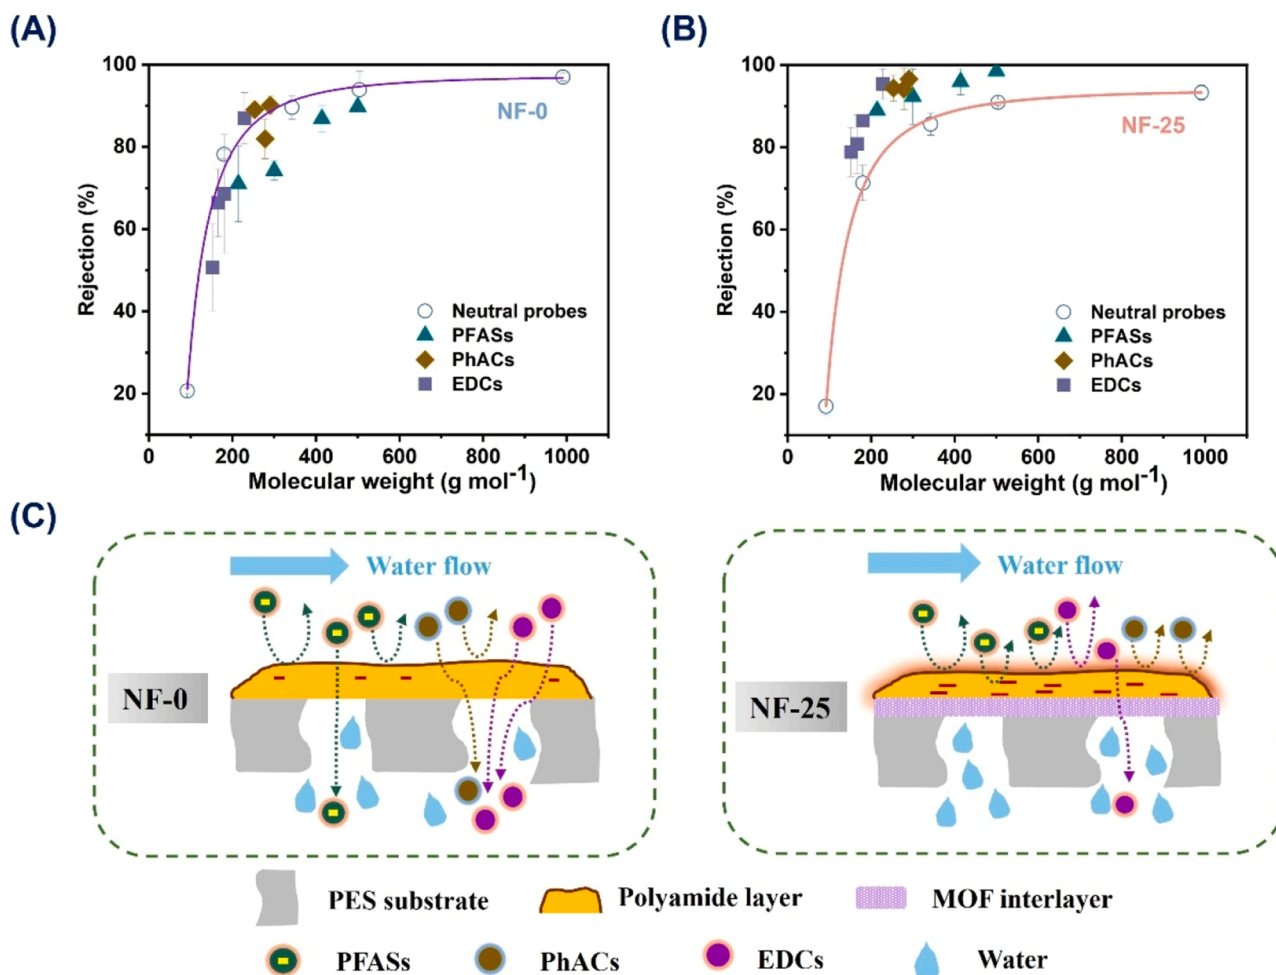 (A)
(B)
100
80
60
40
20
0
200
400
600
800
1000
Rejection (%)
Molecular weight (g mol⁻¹)
NF-0
Neutral probes
PFASs
PhACs
EDCs
100
80
60
40
20
0
200
400
600
800
1000
Rejection (%)
Molecular weight (g mol⁻¹)
NF-25
Neutral probes
PFASs
PhACs
EDCs
(C)
Water flow
NF-0
Water flow
NF-25
PES substrate
Polyamide layer
MOF interlayer
PFASs
PhACs
EDCs
Water